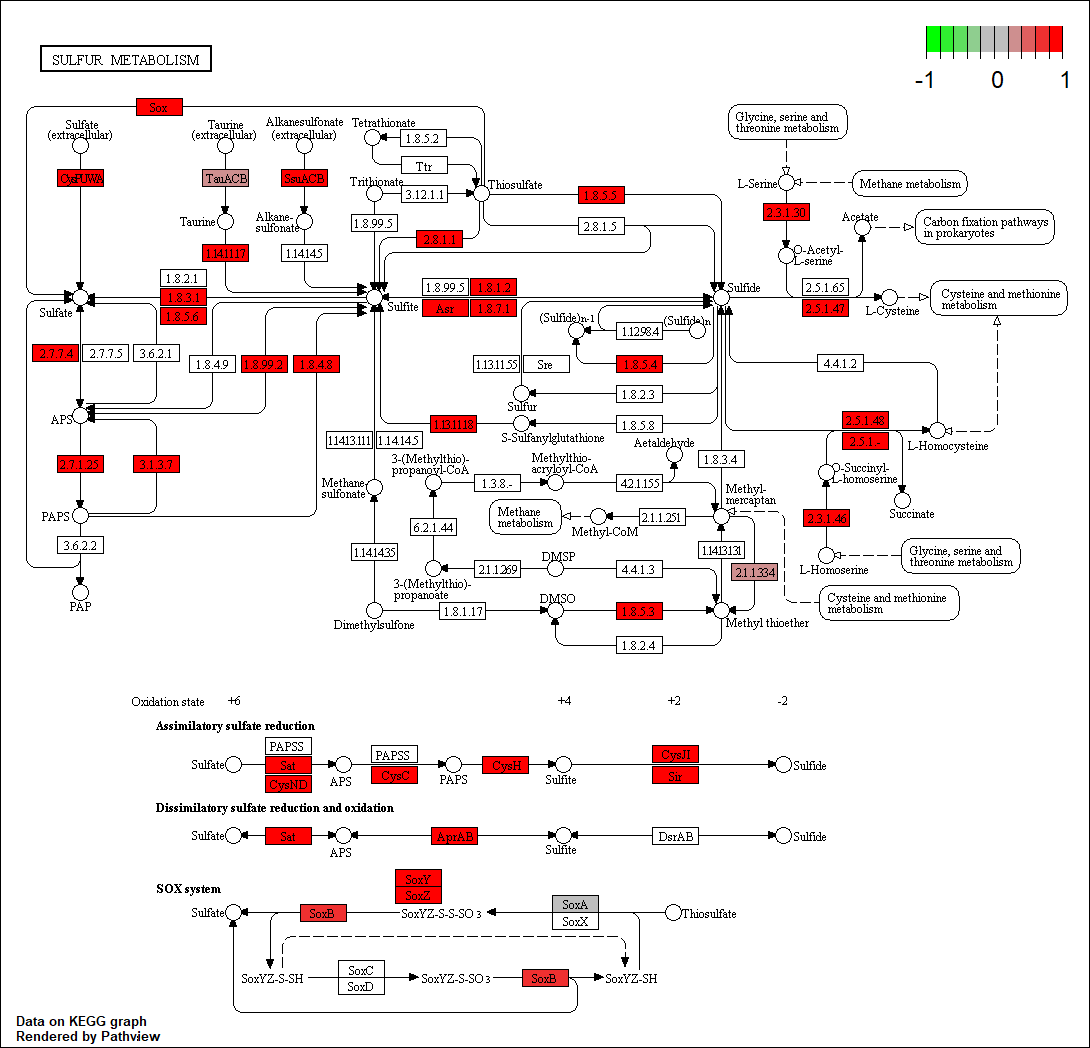 SULFUR METABOLISM
-1 0 1
Sox
Sulfate
(extracellular)
Taurine
(extracellular)
Alkanesulfonate
(extracellular)
Tetrathionate
1.8.5.2
Ttr
Glycine, serine and
threonine metabolism
CysPUWA
TauACB
SsuACB
Trithionate
3.12.1.1
Thiosulfate
1.8.5.5
L-Serine
Methane metabolism
2.3.1.30
Acetate
Carbon fixation pathways
in prokaryotes
Taurine
Alkane-
sulfonate
1.8.99.5
2.8.1.1
2.8.1.5
1.14.11.17
1.14.14.5
O-Acetyl-
L-serine
1.8.2.1
1.8.3.1
1.8.5.6
Sulfate
Sulfite
1.8.99.5
1.8.1.2
Asr
1.8.7.1
Sulfide
2.5.1.65
2.5.1.47
L-Cysteine
Cysteine and methionine
metabolism
(Sulfide)n-1
1.12.98.4
(Sulfide)n
2.7.7.4
2.7.7.5
3.6.2.1
1.8.4.9
1.8.99.2
1.8.4.8
1.13.11.55
Sre
1.8.5.4
4.4.1.2
1.8.2.3
Sulfur
APS
1.13.11.18
1.8.5.8
S-Sulfanylglutathione
2.5.1.48
2.5.1.-
L-Homocysteine
1.14.13.111
1.14.14.5
Aetaldehyde
1.8.3.4
2.7.1.25
3.1.3.7
3-(Methylthio)-
propanoyl-CoA
1.3.8.-
Methylthio-
acryloyl-CoA
4.2.1.155
O-Succinyl-
L-homoserine
Succinate
Methane
sulfonate
Methyl-
mercaptan
PAPS
Methane
metabolism
Methyl-CoM
2.1.1.251
2.3.1.46
3.6.2.2
6.2.1.44
1.14.14.35
1.14.13.131
L-Homoserine
Glycine, serine and
threonine metabolism
3-(Methylthio)-
propanoate
2.1.1.269
DMSP
4.4.1.3
2.1.1.334
PAP
Dimethylsulfone
1.8.1.17
DMSO
1.8.5.3
Methyl thioether
Cysteine and methionine
metabolism
1.8.2.4
Oxidation state +6 +4 +2 -2
Assimilatory sulfate reduction
Sulfate
PAPSS
Sat
CysND
APS
PAPSS
CysC
PAPS
CysH
Sulfite
CysJI
Sir
Sulfide
Dissimilatory sulfate reduction and oxidation
Sulfate
Sat
APS
AprAB
Sulfite
DsrAB
Sulfide
SOX system
SoxY
SoxZ
Sulfate
SoxB
SoxYZ-S-S-SO3
SoxA
SoxX
Thiosulfate
SoxYZ-S-SH
SoxC
SoxD
SoxYZ-S-SO3
SoxB
SoxYZ-SH
Data on KEGG graph
Rendered by Pathview